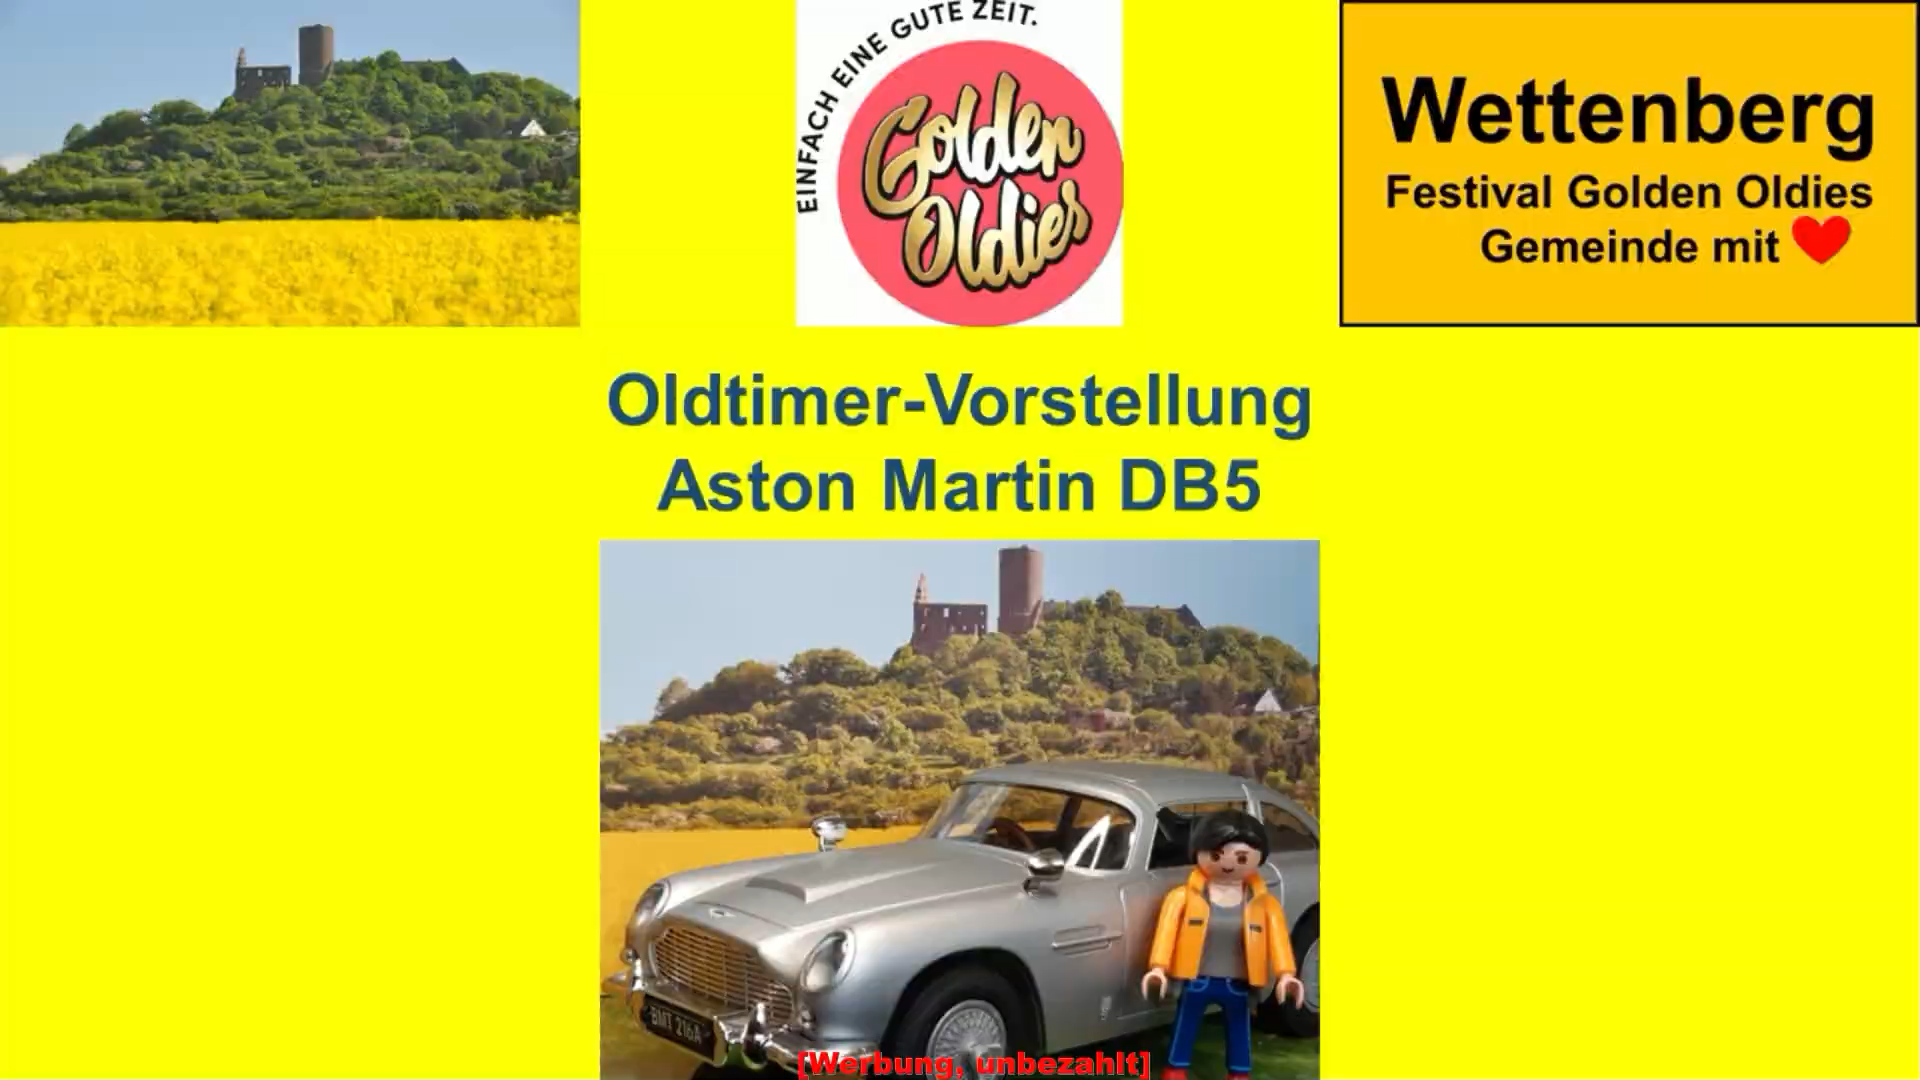 EINFACH EINE GUTE ZEIT.
Golden
Oldies
Wettenberg
Festival Golden Oldies
Gemeinde mit
Oldtimer-Vorstellung
Aston Martin DB5
BMT 216A
[Werbung, unbezahlt]